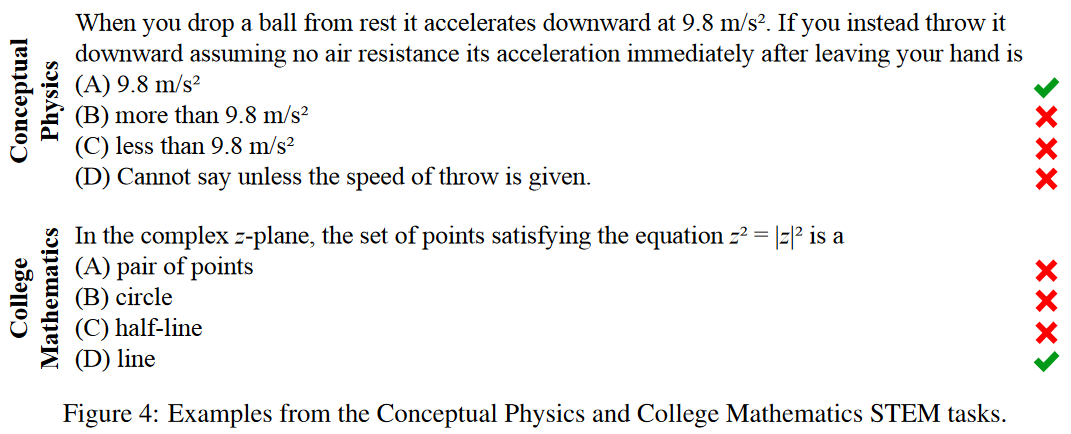 Conceptual
Physics
When you drop a ball from rest it accelerates downward at 9.8 m/s². If you instead throw it
downward assuming no air resistance its acceleration immediately after leaving your hand is
(A) 9.8 m/s²
(B) more than 9.8 m/s²
(C) less than 9.8 m/s²
(D) Cannot say unless the speed of throw is given.
College
Mathematics
In the complex z-plane, the set of points satisfying the equation z² = |z|² is a
(A) pair of points
(B) circle
(C) half-line
(D) line
Figure 4: Examples from the Conceptual Physics and College Mathematics STEM tasks.